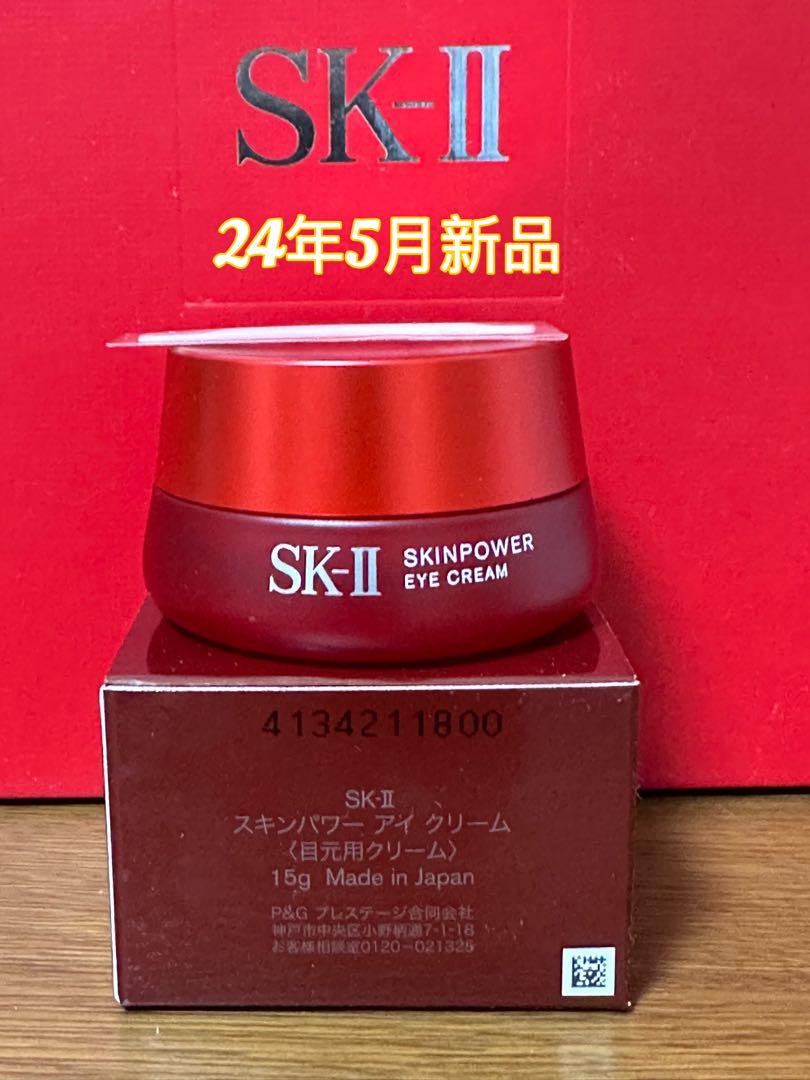 SK-II
24年5月新品
SK-II SKINPOWER
EYE CREAM
4134211800
SK-II
スキンパワー アイ クリーム
〈目元用クリーム〉
15g Made in Japan
P&G プレステージ合同会社
神戸市中央区小野柄通7-1-18
お客様相談室0120-021325